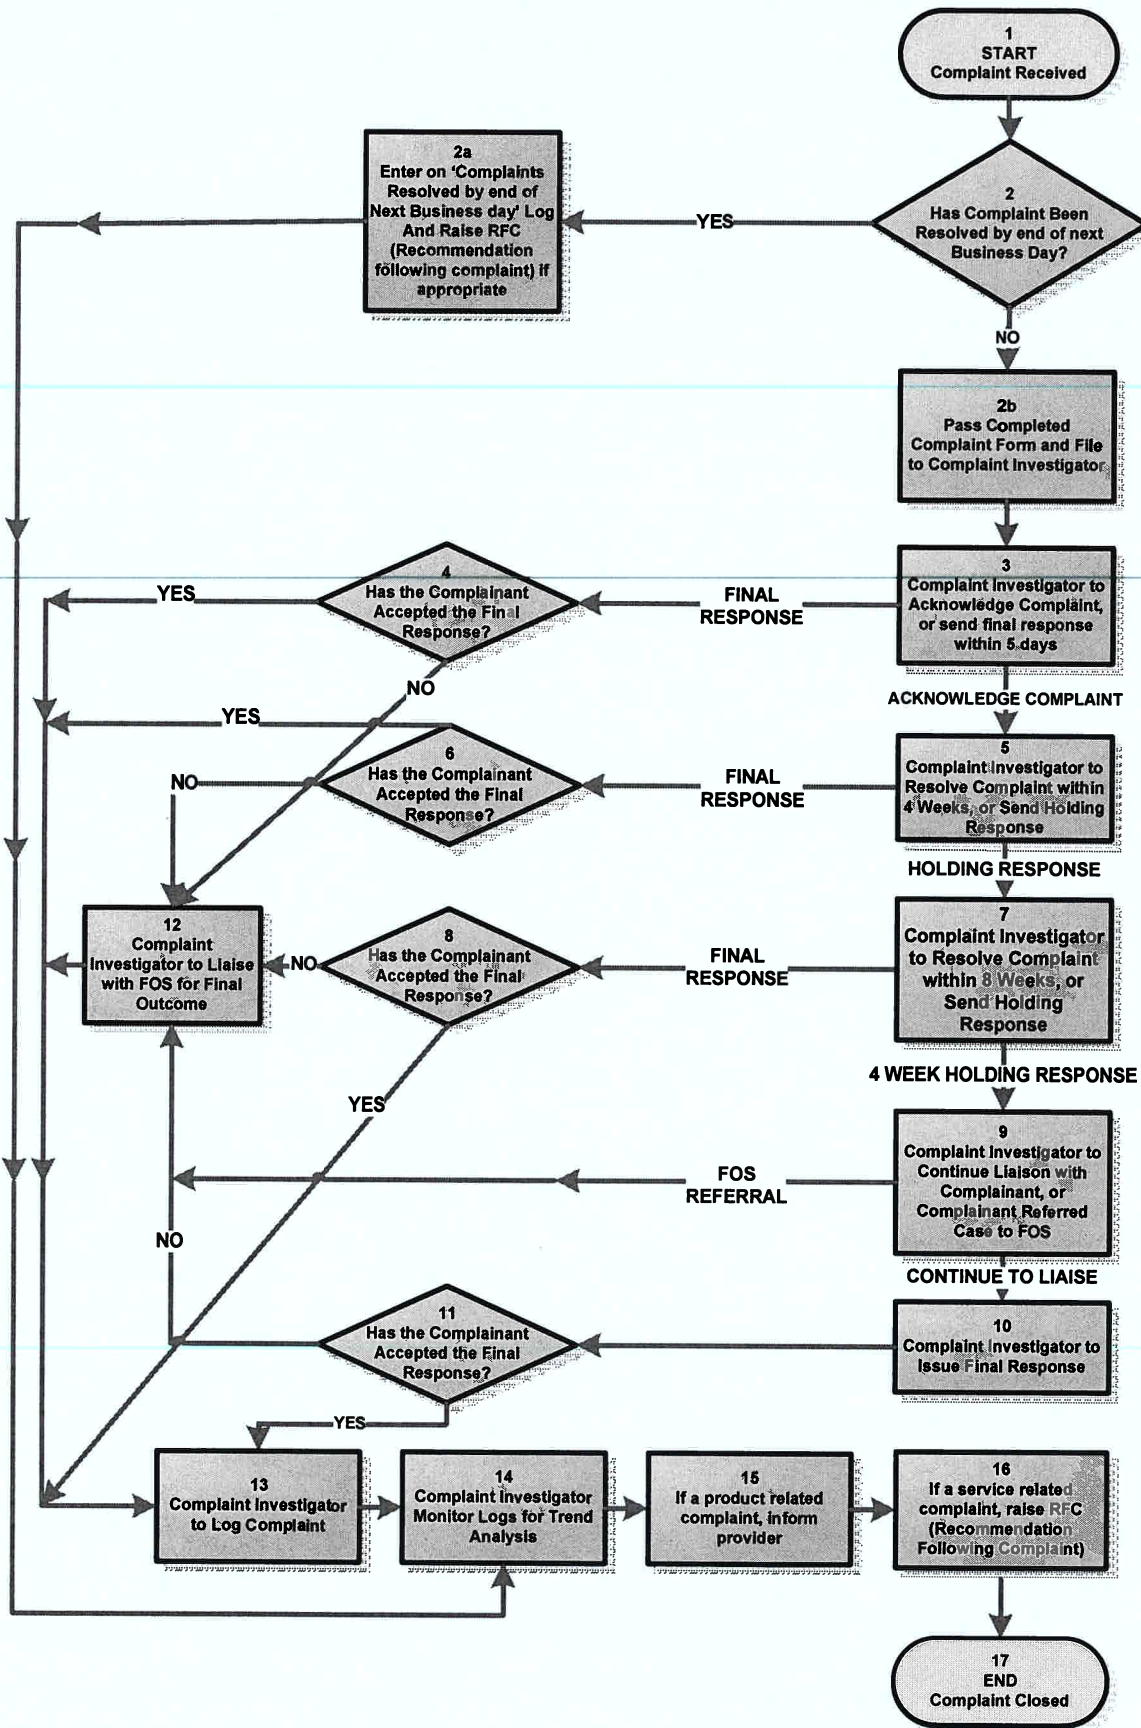 1
START
Complaint Received
2a
Enter on ‘Complaints
Resolved by end of
Next Business day’ Log
And Raise RFC
(Recommendation
following complaint) if
appropriate
YES
2
Has Complaint Been
Resolved by end of next
Business Day?
NO
2b
Pass Completed
Complaint Form and File
to Complaint Investigator
3
Complaint Investigator to
Acknowledge Complaint,
or send final response
within 5 days
FINAL
RESPONSE
4
Has the Complainant
Accepted the Final
Response?
YES
NO
ACKNOWLEDGE COMPLAINT
5
Complaint Investigator to
Resolve Complaint within
4 Weeks, or Send Holding
Response
FINAL
RESPONSE
6
Has the Complainant
Accepted the Final
Response?
YES
NO
HOLDING RESPONSE
7
Complaint Investigator
to Resolve Complaint
within 8 Weeks, or
Send Holding
Response
FINAL
RESPONSE
8
Has the Complainant
Accepted the Final
Response?
NO
12
Complaint
Investigator to Liaise
with FOS for Final
Outcome
YES
4 WEEK HOLDING RESPONSE
9
Complaint Investigator to
Continue Liaison with
Complainant, or
Complainant Referred
Case to FOS
FOS
REFERRAL
NO
CONTINUE TO LIAISE
10
Complaint Investigator to
Issue Final Response
11
Has the Complainant
Accepted the Final
Response?
YES
13
Complaint Investigator
to Log Complaint
14
Complaint Investigator
Monitor Logs for Trend
Analysis
15
If a product related
complaint, inform
provider
16
If a service related
complaint, raise RFC
(Recommendation
Following Complaint)
17
END
Complaint Closed